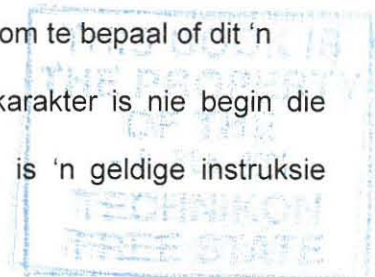 om te bepaal of dit 'n
karakter is nie begin die
is 'n geldige instruksie
THIS BOOK IS
THE PROPERTY
OF THE
TECHNIKON
FREE STATE